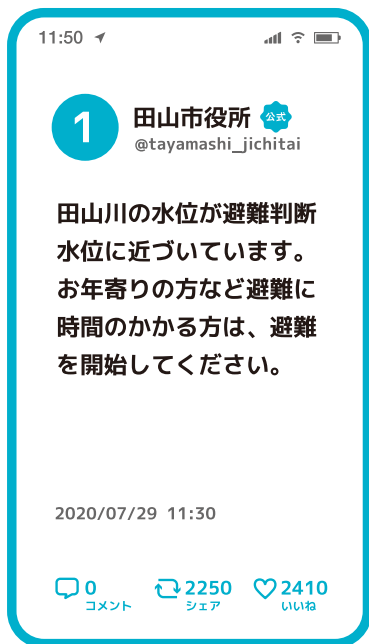 11:50
1
田山市役所 公式
@tayamashi_jichitai
田山川の水位が避難判断
水位に近づいています。
お年寄りの方など避難に
時間のかかる方は、避難
を開始してください。
2020/07/29 11:30
0 2250 2410
コメント シェア いいね